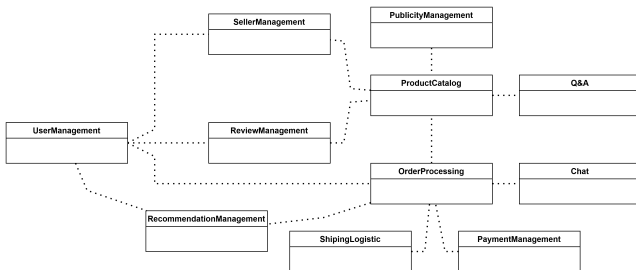 SellerManagement
PublicityManagement
ProductCatalog
Q&A
UserManagement
ReviewManagement
OrderProcessing
Chat
RecommendationManagement
ShipingLogistic
PaymentManagement